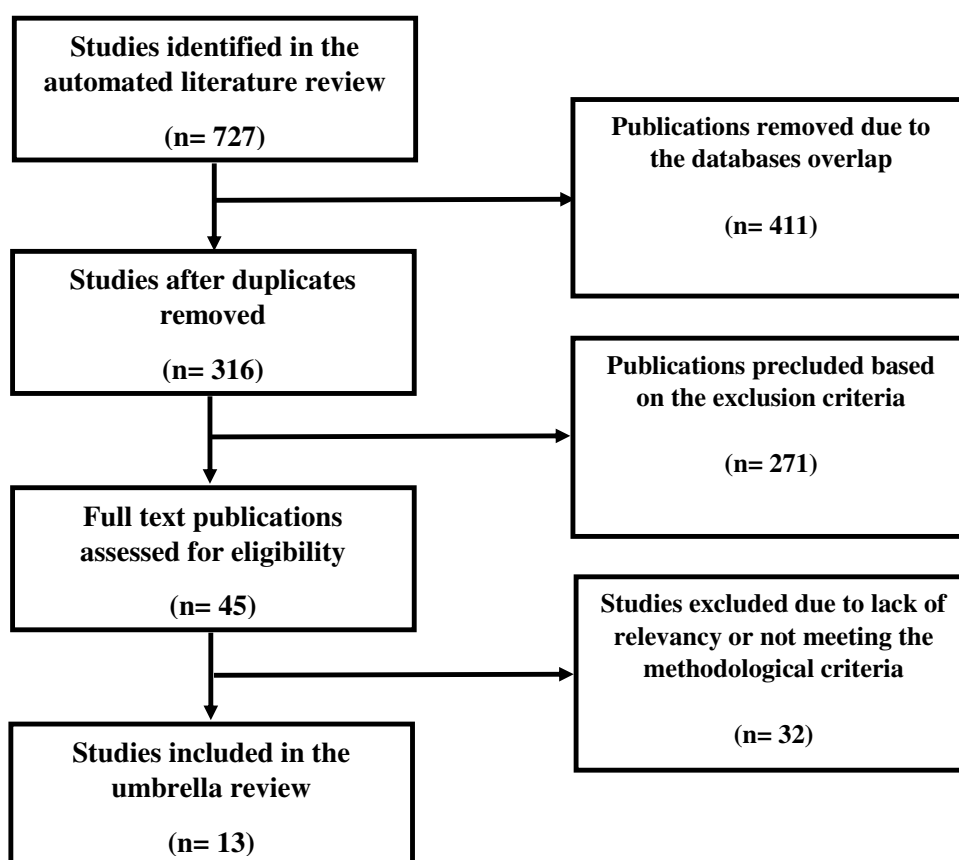 Studies identified in the
automated literature review
(n= 727)
Publications removed due to
the databases overlap
(n= 411)
Studies after duplicates
removed
(n= 316)
Publications precluded based
on the exclusion criteria
(n= 271)
Full text publications
assessed for eligibility
(n= 45)
Studies excluded due to lack of
relevancy or not meeting the
methodological criteria
(n= 32)
Studies included in the
umbrella review
(n= 13)